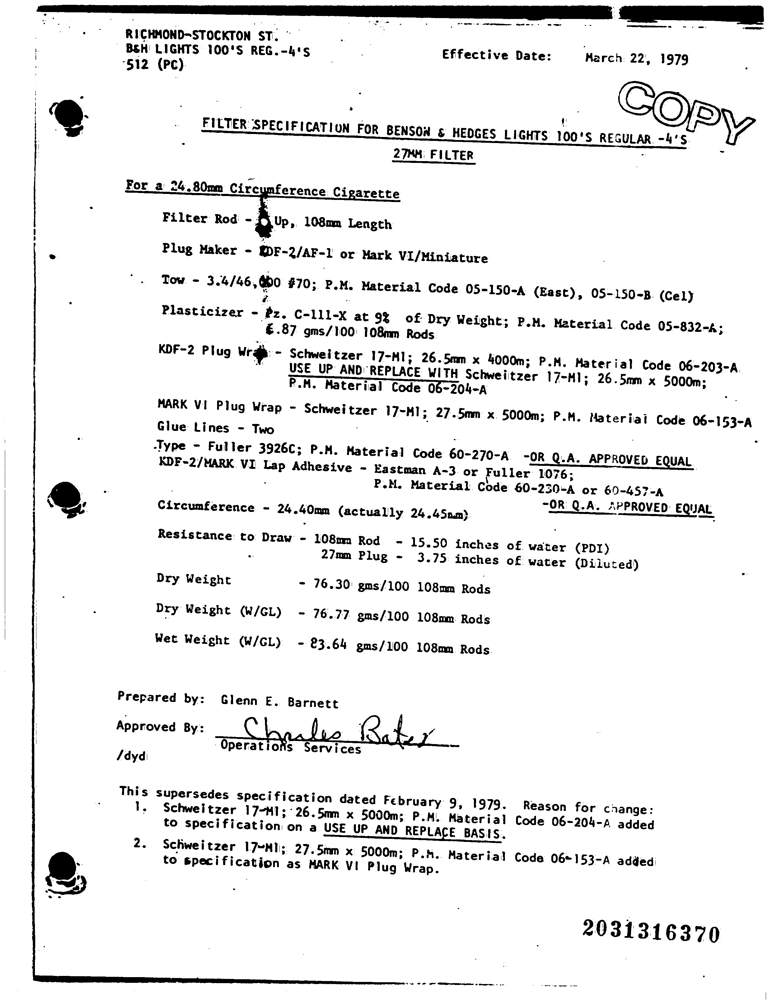 RICHMOND-STOCKTON ST.
B&H LIGHTS 100'S REG.-4'S
512 (PC)
Effective Date: March 22, 1979
COPY
FILTER SPECIFICATION FOR BENSON & HEDGES LIGHTS 100'S REGULAR -4'S
27MM FILTER
For a 24.80mm Circumference Cigarette
Filter Rod - Up, 108mm Length
Plug Maker - KDF-2/AF-1 or Mark VI/Miniature
Tow - 3.4/46,000 #70; P.M. Material Code 05-150-A (East), 05-150-B (Cel)
Plasticizer - Pz. C-111-X at 9% of Dry Weight; P.M. Material Code 05-832-A;
6.87 gms/100 108mm Rods
KDF-2 Plug Wrap - Schweitzer 17-M1; 26.5mm x 4000m; P.M. Material Code 06-203-A
USE UP AND REPLACE WITH Schweitzer 17-M1; 26.5mm x 5000m;
P.M. Material Code 06-204-A
MARK VI Plug Wrap - Schweitzer 17-M1; 27.5mm x 5000m; P.M. Material Code 06-153-A
Glue Lines - Two
Type - Fuller 3926C; P.M. Material Code 60-270-A -OR Q.A. APPROVED EQUAL
KDF-2/MARK VI Lap Adhesive - Eastman A-3 or Fuller 1076;
P.M. Material Code 60-230-A or 60-457-A
-OR Q.A. APPROVED EQUAL
Circumference - 24.40mm (actually 24.45mm)
Resistance to Draw - 108mm Rod - 15.50 inches of water (PDI)
27mm Plug - 3.75 inches of water (Diluted)
Dry Weight - 76.30 gms/100 108mm Rods
Dry Weight (W/GL) - 76.77 gms/100 108mm Rods
Wet Weight (W/GL) - 83.64 gms/100 108mm Rods
Prepared by: Glenn E. Barnett
Approved By: Charles Bates
Operations Services
/dyd
This supersedes specification dated February 9, 1979. Reason for change:
1. Schweitzer 17-M1; 26.5mm x 5000m; P.M. Material Code 06-204-A added
to specification on a USE UP AND REPLACE BASIS.
2. Schweitzer 17-M1; 27.5mm x 5000m; P.M. Material Code 06-153-A added
to specification as MARK VI Plug Wrap.
2031316370